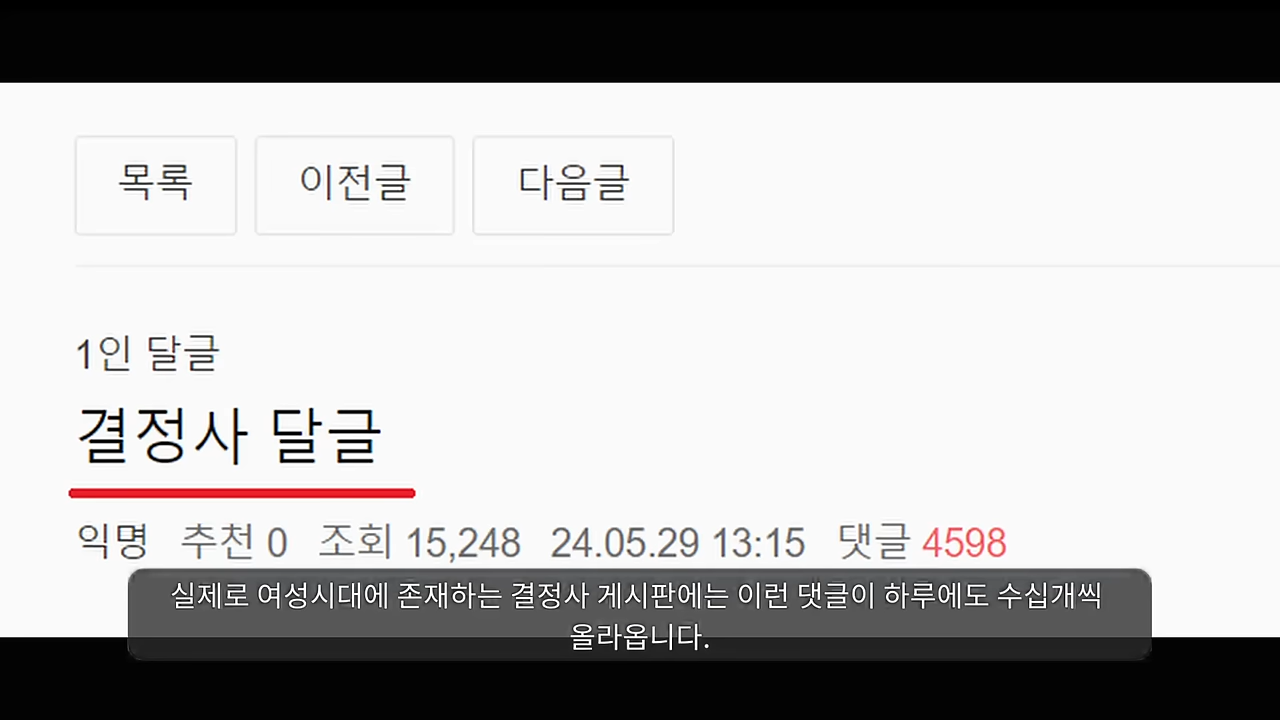 목록 이전글 다음글
1인 달글
결정사 달글
익명 추천 0 조회 15,248 24.05.29 13:15 댓글 4598
실제로 여성시대에 존재하는 결정사 게시판에는 이런 댓글이 하루에도 수십개씩
올라옵니다.